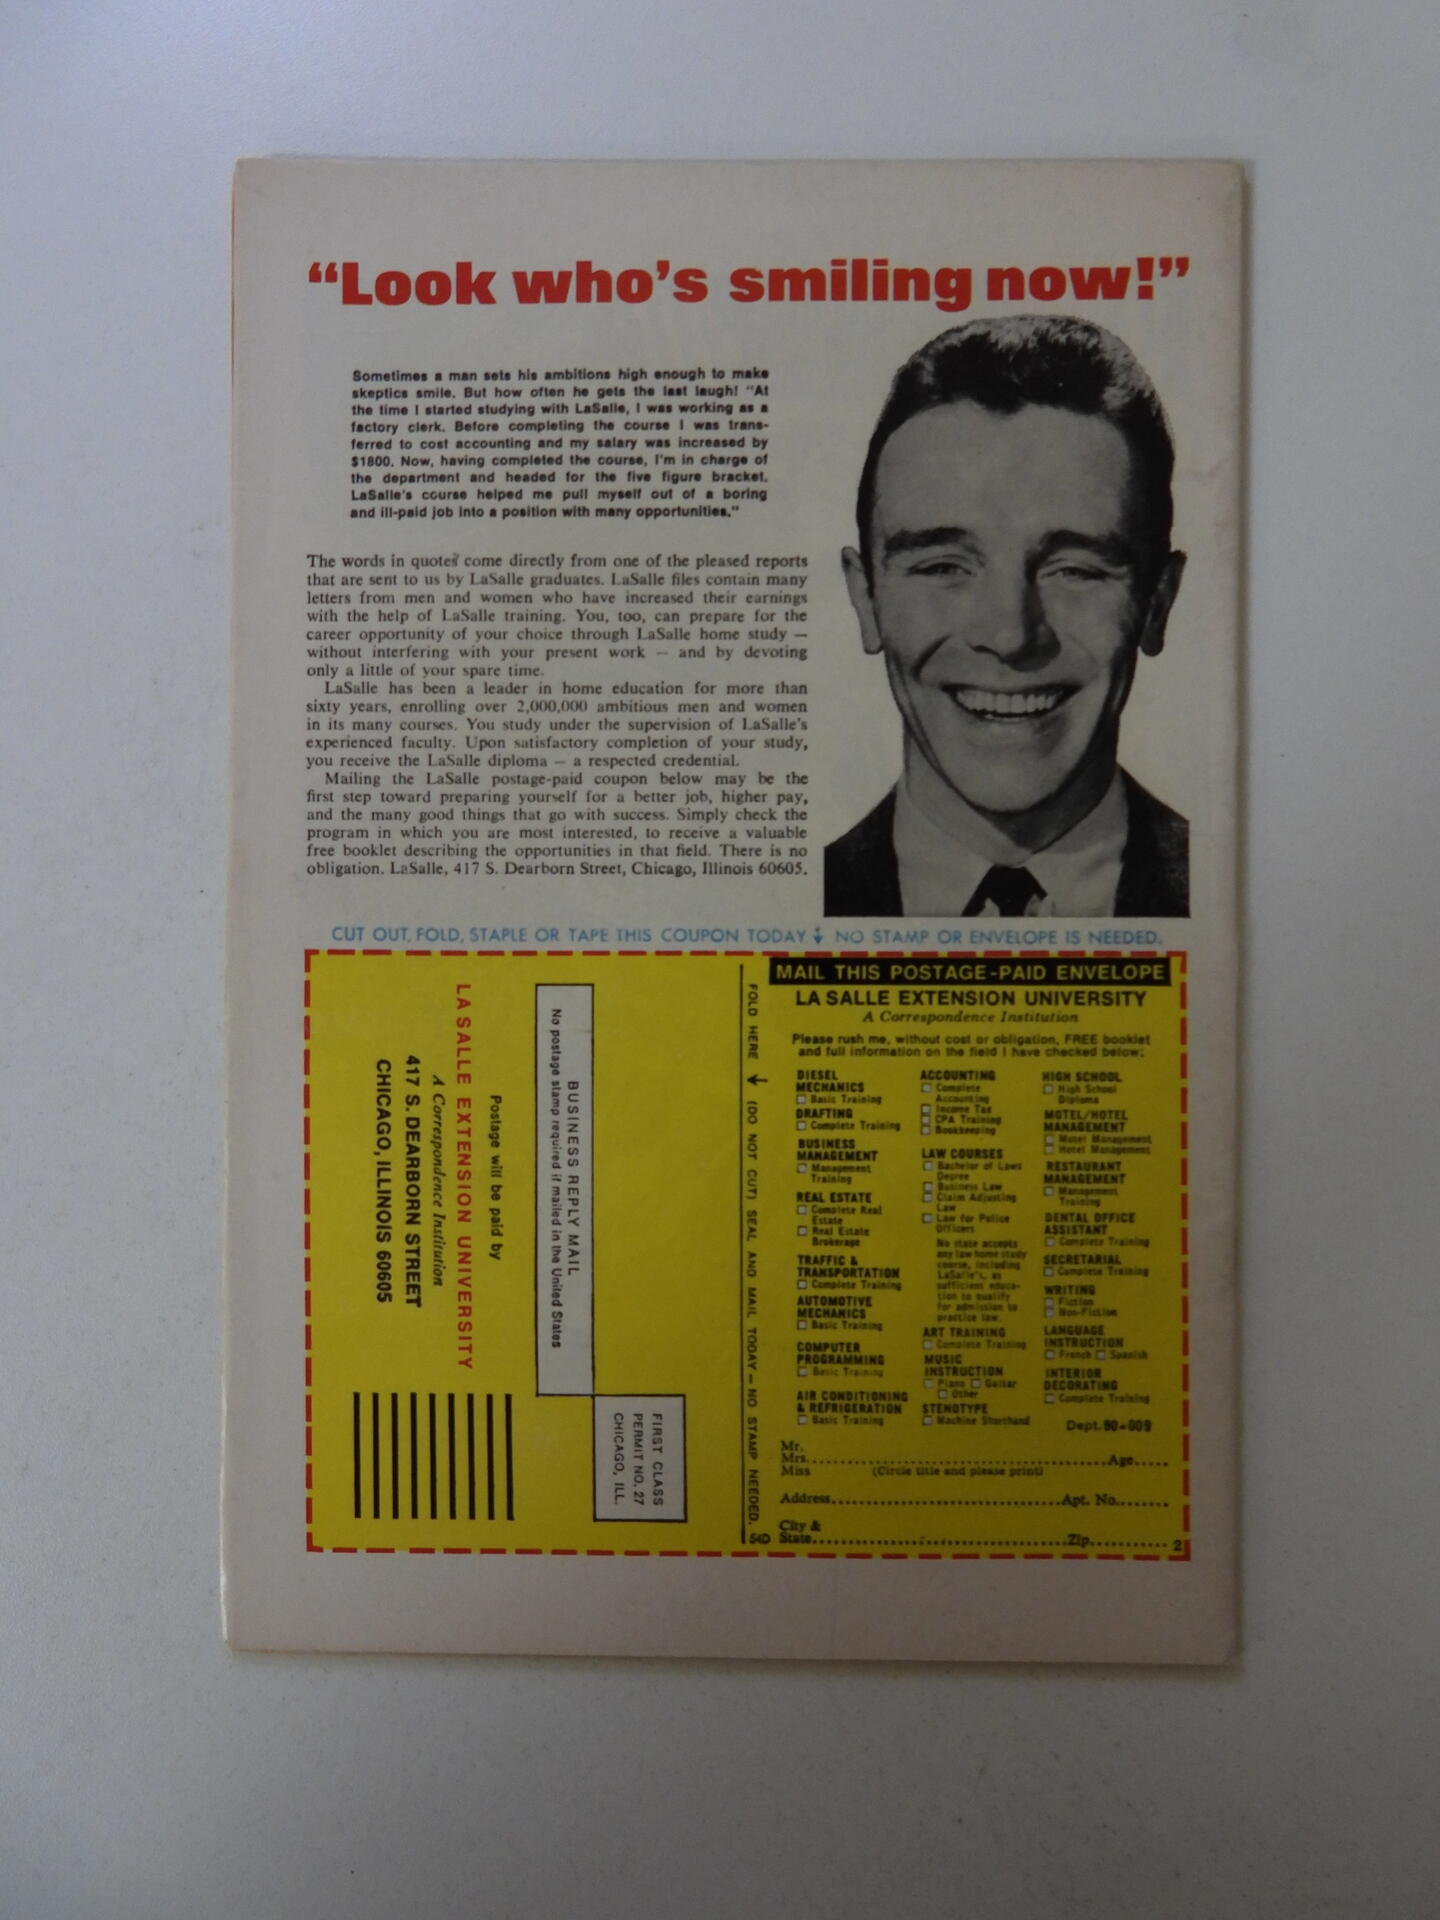 “Look who’s smiling now!”
Sometimes a man sets his ambitions high enough to make
skeptics smile. But how often he gets the last laugh! “At
the time I started studying with LaSalle, I was working as a
factory clerk. Before completing the course I was trans-
ferred to cost accounting and my salary was increased by
$1800. Now, having completed the course, I’m in charge of
the department and headed for the five figure bracket.
LaSalle’s course helped me pull myself out of a boring
and ill-paid job into a position with many opportunities.”
The words in quotes come directly from one of the pleased reports
that are sent to us by LaSalle graduates. LaSalle files contain many
letters from men and women who have increased their earnings
with the help of LaSalle training. You, too, can prepare for the
career opportunity of your choice through LaSalle home study —
without interfering with your present work — and by devoting
only a little of your spare time.
LaSalle has been a leader in home education for more than
sixty years, enrolling over 2,000,000 ambitious men and women
in its many courses. You study under the supervision of LaSalle’s
experienced faculty. Upon satisfactory completion of your study,
you receive the LaSalle diploma — a respected credential.
Mailing the LaSalle postage-paid coupon below may be the
first step toward preparing yourself for a better job, higher pay,
and the many good things that go with success. Simply check the
program in which you are most interested, to receive a valuable
free booklet describing the opportunities in that field. There is no
obligation. LaSalle, 417 S. Dearborn Street, Chicago, Illinois 60605.
CUT OUT, FOLD, STAPLE OR TAPE THIS COUPON TODAY. NO STAMP OR ENVELOPE IS NEEDED.
FIRST CLASS
PERMIT NO. 27
CHICAGO, ILL.
BUSINESS REPLY MAIL
No postage stamp required if mailed in the United States
Postage will be paid by
LA SALLE EXTENSION UNIVERSITY
A Correspondence Institution
417 S. DEARBORN STREET
CHICAGO, ILLINOIS 60605
FOLD HERE (DO NOT CUT) SEAL AND MAIL TODAY — NO STAMP NEEDED.
54D
MAIL THIS POSTAGE-PAID ENVELOPE
LA SALLE EXTENSION UNIVERSITY
A Correspondence Institution
Please rush me, without cost or obligation, FREE booklet
and full information on the field I have checked below:
DIESEL
MECHANICS
Basic Training
DRAFTING
Complete Training
BUSINESS
MANAGEMENT
Management
Training
REAL ESTATE
Complete Real
Estate
Real Estate
Brokerage
TRAFFIC &
TRANSPORTATION
Complete Training
AUTOMOTIVE
MECHANICS
Basic Training
COMPUTER
PROGRAMMING
Basic Training
AIR CONDITIONING
& REFRIGERATION
Basic Training
ACCOUNTING
Complete
Accounting
Income Tax
CPA Training
Bookkeeping
LAW COURSES
Bachelor of Laws
Degree
Business Law
Claim Adjusting
Law
Law for Police
Officers
No state accepts
any law home study
course, including
LaSalle’s, as
sufficient educa-
tion to qualify
for admission to
practice law.
ART TRAINING
Complete Training
MUSIC
INSTRUCTION
Piano Guitar
Other
STENOTYPE
Machine Shorthand
HIGH SCHOOL
High School
Diploma
MOTEL/HOTEL
MANAGEMENT
Motel Management
Hotel Management
RESTAURANT
MANAGEMENT
Management
Training
DENTAL OFFICE
ASSISTANT
Complete Training
SECRETARIAL
Complete Training
WRITING
Fiction
Non-Fiction
LANGUAGE
INSTRUCTION
French Spanish
INTERIOR
DECORATING
Complete Training
Dept. 90-009
Mr.
Mrs. Age
Miss (Circle title and please print)
Address Apt. No.
City &
State Zip 2